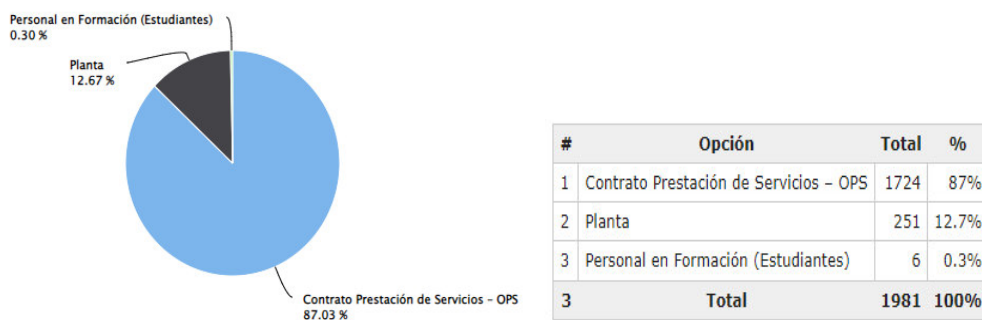 Personal en Formación (Estudiantes)
0.30 %
Planta
12.67 %
Contrato Prestación de Servicios – OPS
87.03 %
# Opción Total %
1 Contrato Prestación de Servicios – OPS 1724 87%
2 Planta 251 12.7%
3 Personal en Formación (Estudiantes) 6 0.3%
3 Total 1981 100%